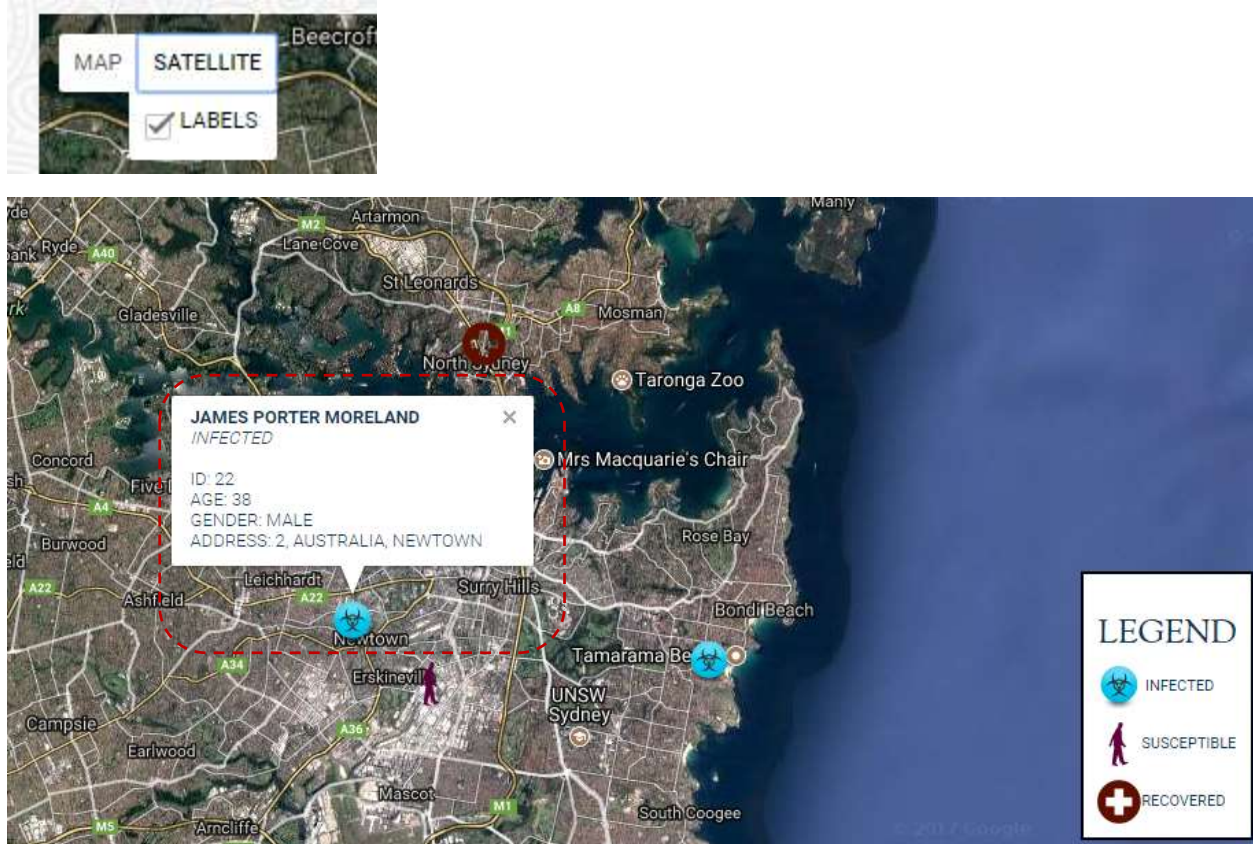 Beecroft
MAP SATELLITE
LABELS
Manly
Artarmon
M2
Lane Cove
Ryde
A40
St Leonards
A8
Mosman
Gladesville
North Sydney
Taronga Zoo
JAMES PORTER MORELAND
INFECTED
ID: 22
AGE: 38
GENDER: MALE
ADDRESS: 2, AUSTRALIA, NEWTOWN
Mrs Macquarie's Chair
Concord
Five
A4
Burwood
Rose Bay
Leichhardt
A22
Ashfield
A22
Surry Hills
Bondi Beach
Newtown
Tamarama Be
A34
Erskinevill
UNSW
Sydney
Campsie
A36
Earlwood
Mascot
M1
South Coogee
M5
Arncliffe
© 2017 Google
LEGEND
INFECTED
SUSCEPTIBLE
RECOVERED